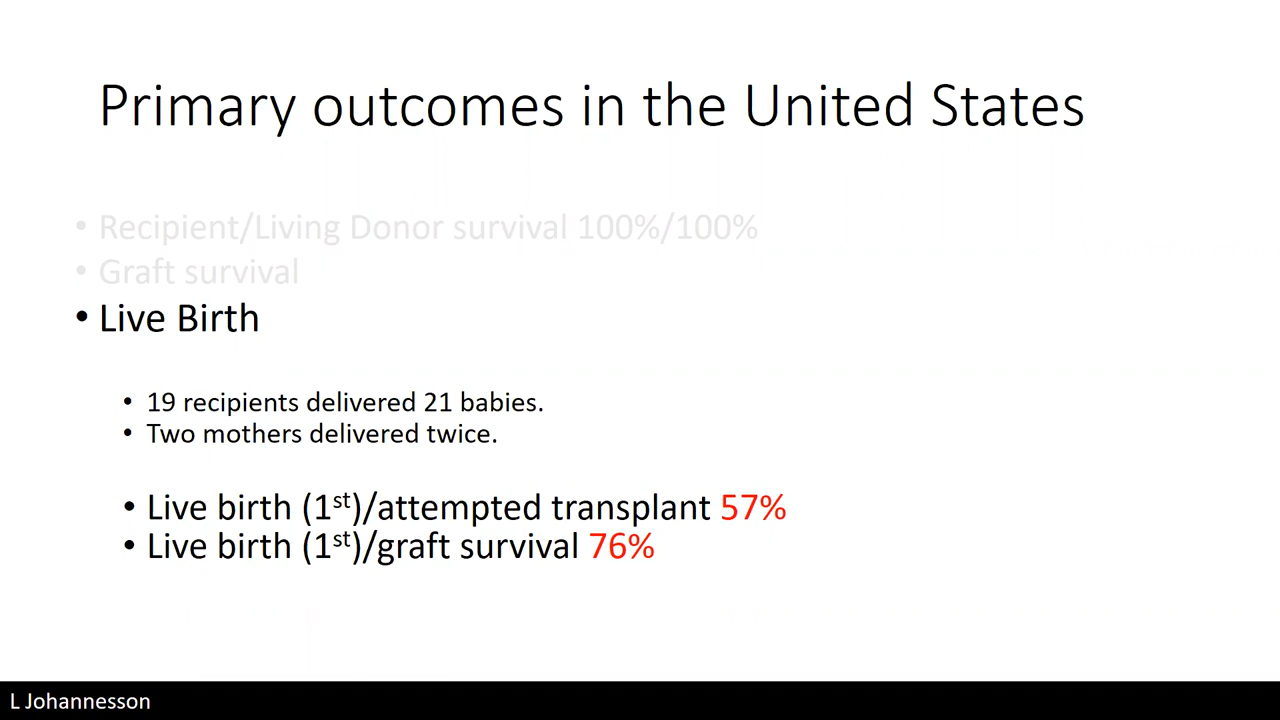 Primary outcomes in the United States
• Recipient/Living Donor survival 100%/100%
• Graft survival
• Live Birth
• 19 recipients delivered 21 babies.
• Two mothers delivered twice.
• Live birth (1st)/attempted transplant 57%
• Live birth (1st)/graft survival 76%
L Johannesson